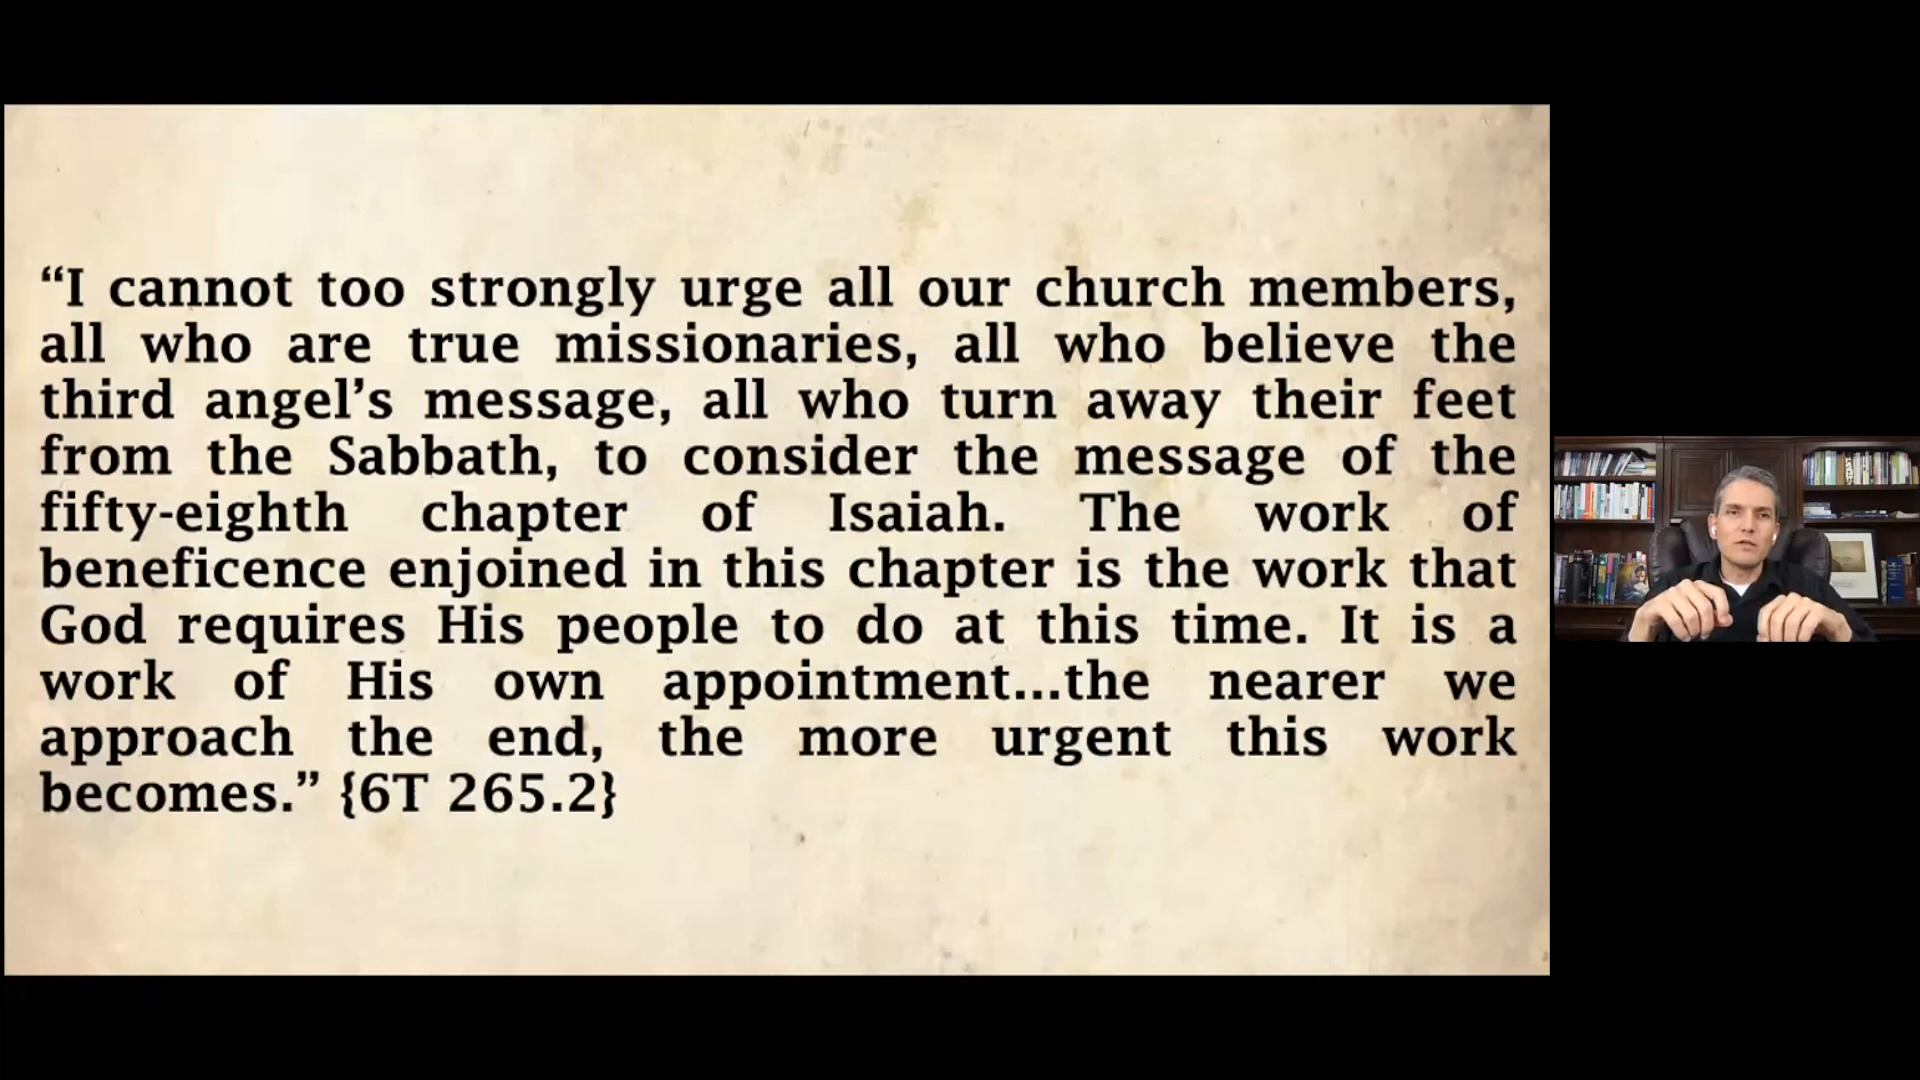 “I cannot too strongly urge all our church members,
all who are true missionaries, all who believe the
third angel’s message, all who turn away their feet
from the Sabbath, to consider the message of the
fifty-eighth chapter of Isaiah. The work of
beneficence enjoined in this chapter is the work that
God requires His people to do at this time. It is a
work of His own appointment...the nearer we
approach the end, the more urgent this work
becomes.” {6T 265.2}